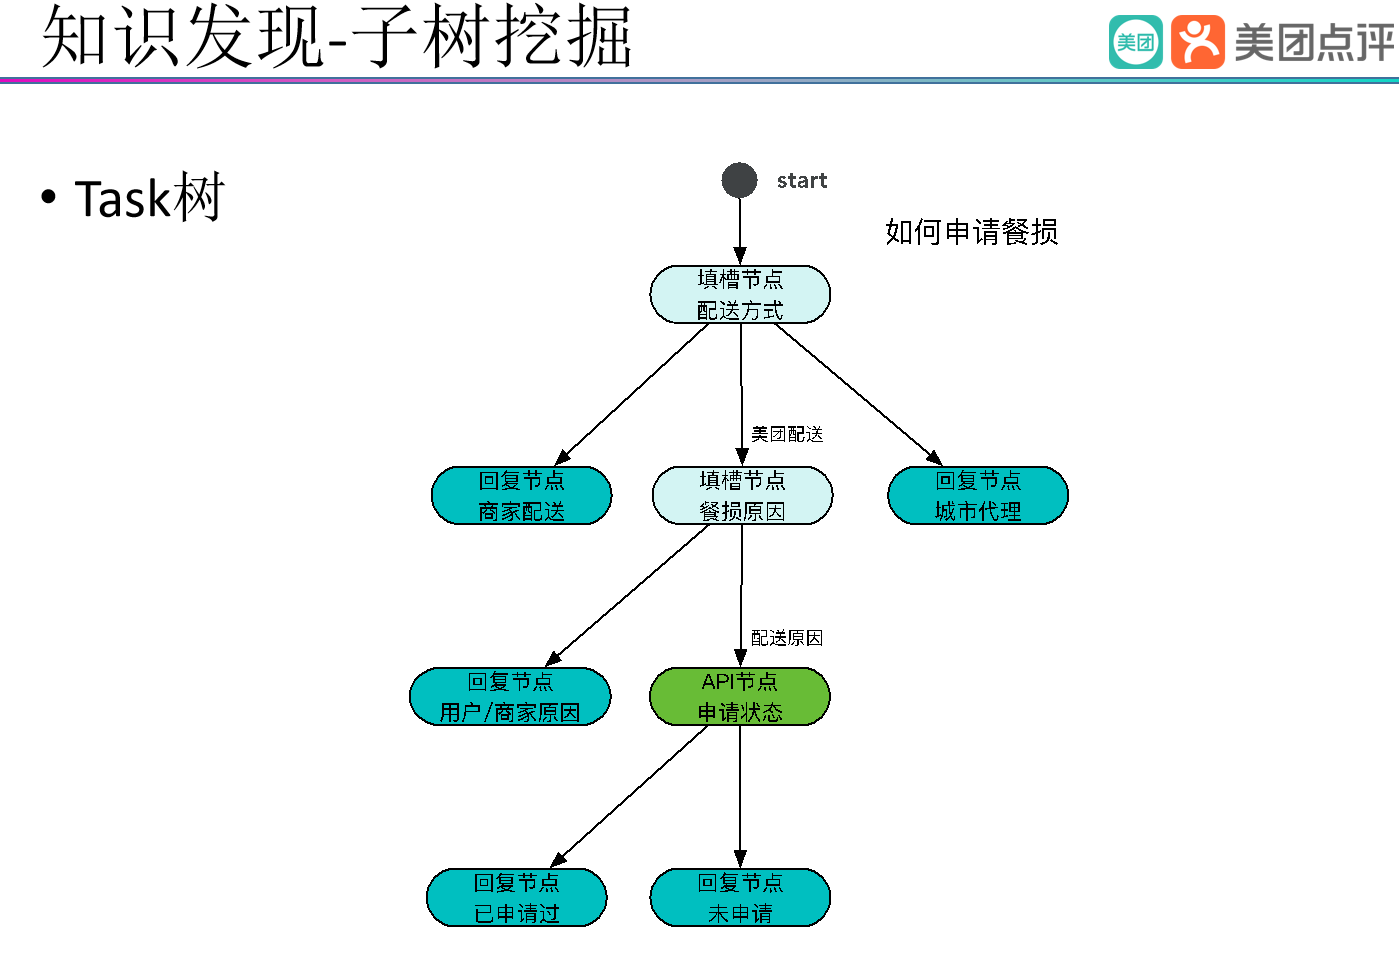 知识发现-子树挖掘
美团
美团点评
• Task树
start
如何申请餐损
填槽节点
配送方式
美团配送
回复节点
商家配送
填槽节点
餐损原因
回复节点
城市代理
配送原因
回复节点
用户/商家原因
API节点
申请状态
回复节点
已申请过
回复节点
未申请